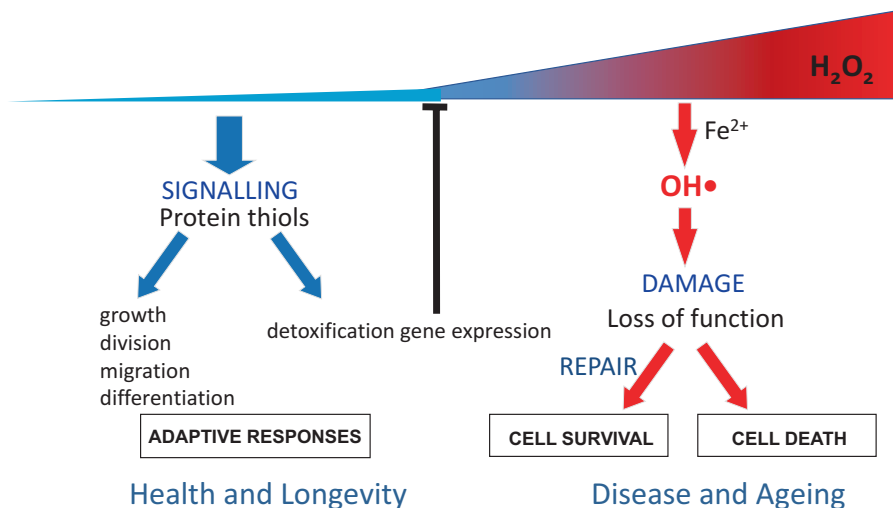 H₂O₂
Fe²⁺
OH•
SIGNALLING
Protein thiols
DAMAGE
Loss of function
growth
division
migration
differentiation
detoxification gene expression
REPAIR
ADAPTIVE RESPONSES
CELL SURVIVAL
CELL DEATH
Health and Longevity
Disease and Ageing